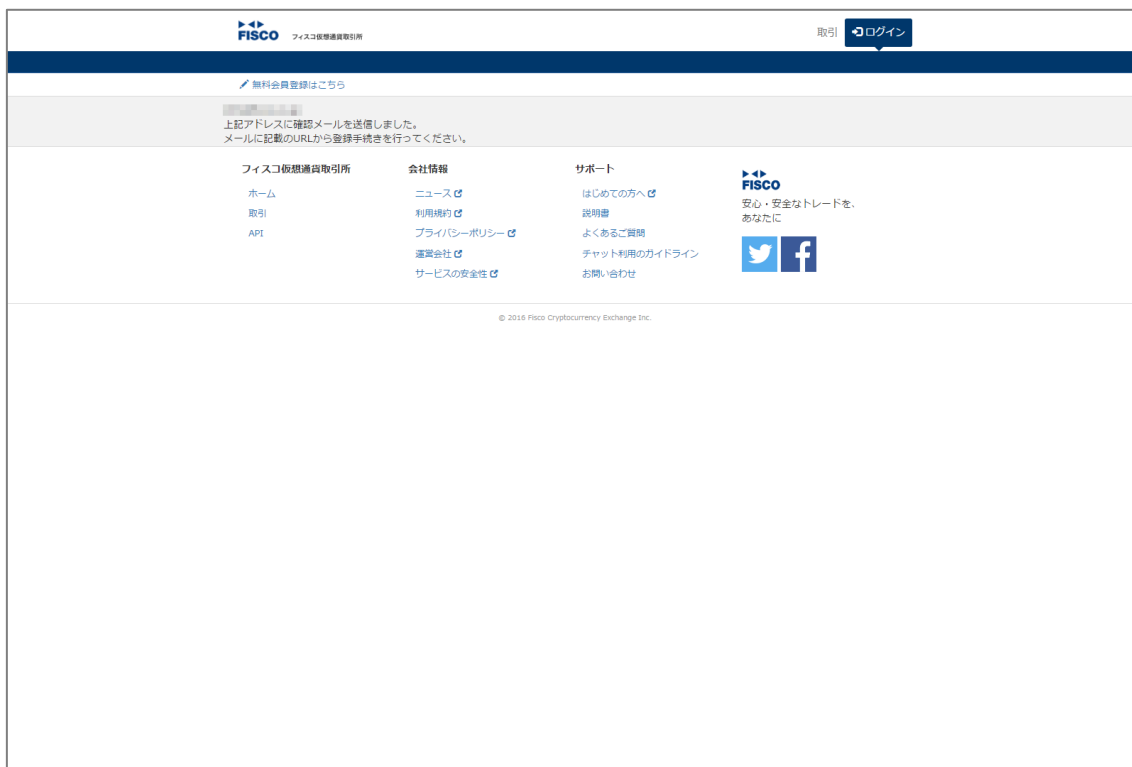 FISCO フィスコ仮想通貨取引所
取引 ログイン
無料会員登録はこちら
上記アドレスに確認メールを送信しました。
メールに記載のURLから登録手続きを行ってください。
フィスコ仮想通貨取引所
ホーム
取引
API
会社情報
ニュース
利用規約
プライバシーポリシー
運営会社
サービスの安全性
サポート
はじめての方へ
説明書
よくあるご質問
チャット利用のガイドライン
お問い合わせ
FISCO
安心・安全なトレードを、
あなたに
© 2016 Fisco Cryptocurrency Exchange Inc.